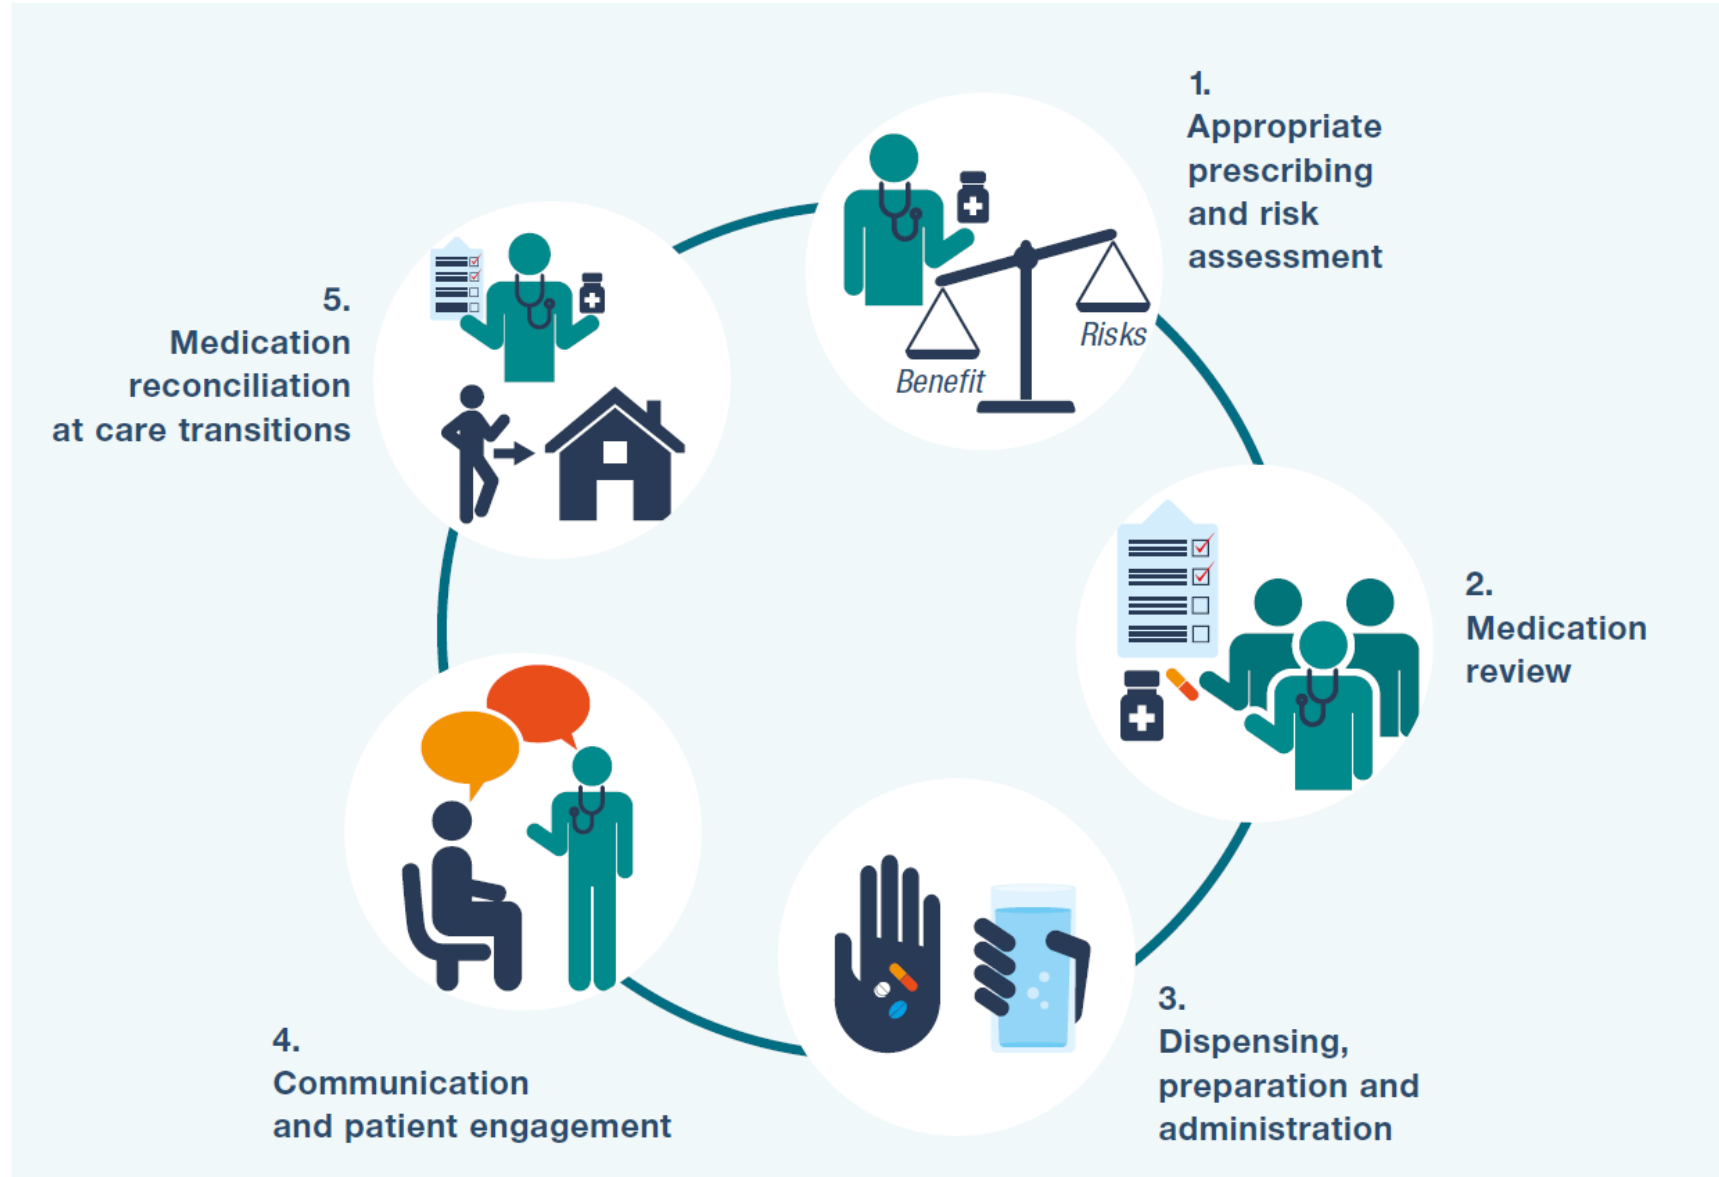 1.
Appropriate
prescribing
and risk
assessment
Risks
Benefit
2.
Medication
review
3.
Dispensing,
preparation and
administration
4.
Communication
and patient engagement
5.
Medication
reconciliation
at care transitions